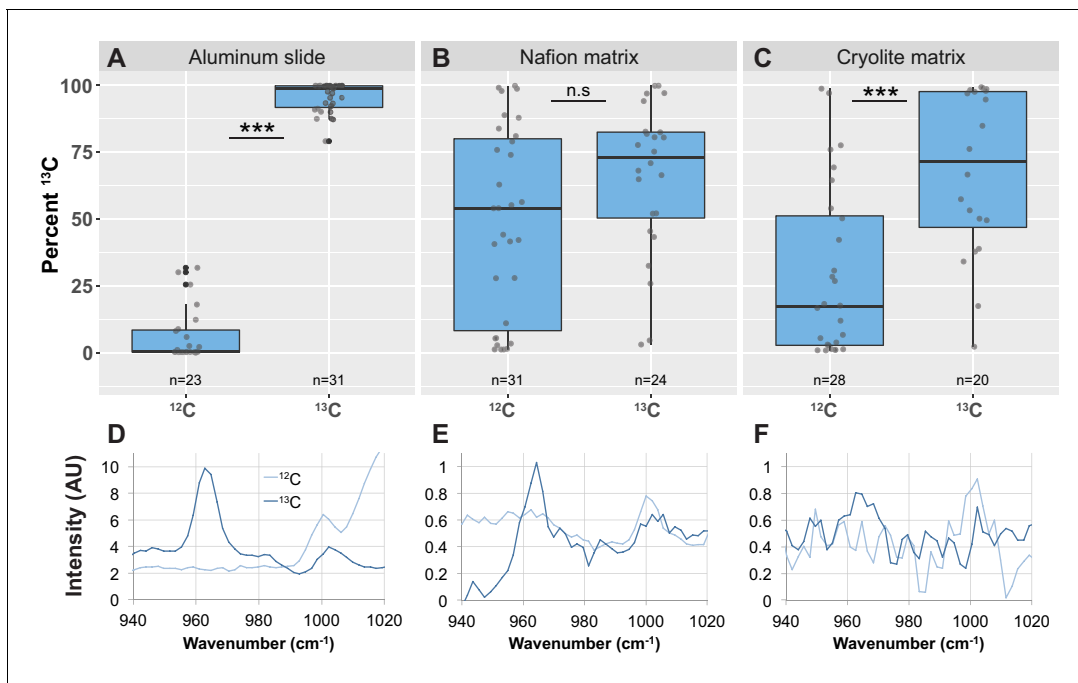 A Aluminum slide
B Nafion matrix
C Cryolite matrix
Percent ¹³C
100
75
50
25
0
***
n.s
***
n=23 n=31
n=31 n=24
n=28 n=20
¹²C ¹³C
¹²C ¹³C
¹²C ¹³C
D
E
F
Intensity (AU)
10
8
6
4
2
0
¹²C
¹³C
940 960 980 1000 1020
Wavenumber (cm⁻¹)
1
0.8
0.6
0.4
0.2
0
940 960 980 1000 1020
Wavenumber (cm⁻¹)
1
0.8
0.6
0.4
0.2
0
940 960 980 1000 1020
Wavenumber (cm⁻¹)